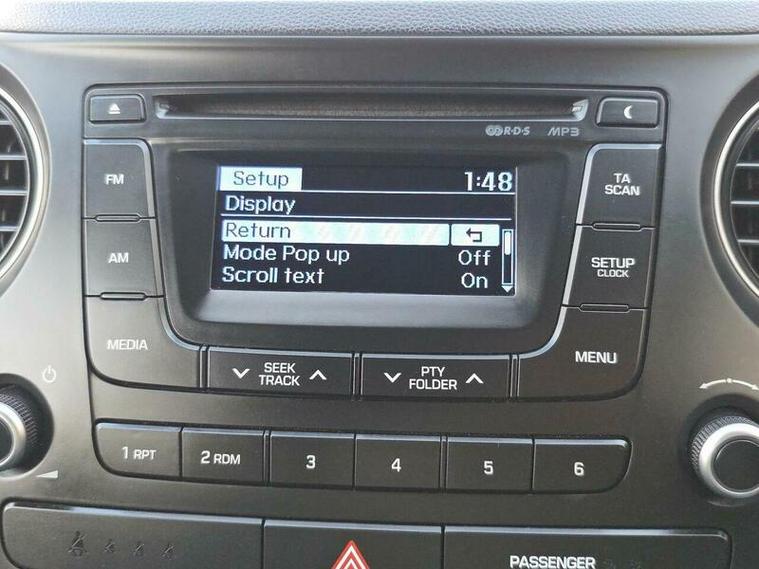 R·D·S MP3
FM
AM
MEDIA
Setup 1:48
Display
Return
Mode Pop up Off
Scroll text On
TA
SCAN
SETUP
CLOCK
MENU
SEEK
TRACK
PTY
FOLDER
1 RPT
2 RDM
3
4
5
6
PASSENGER